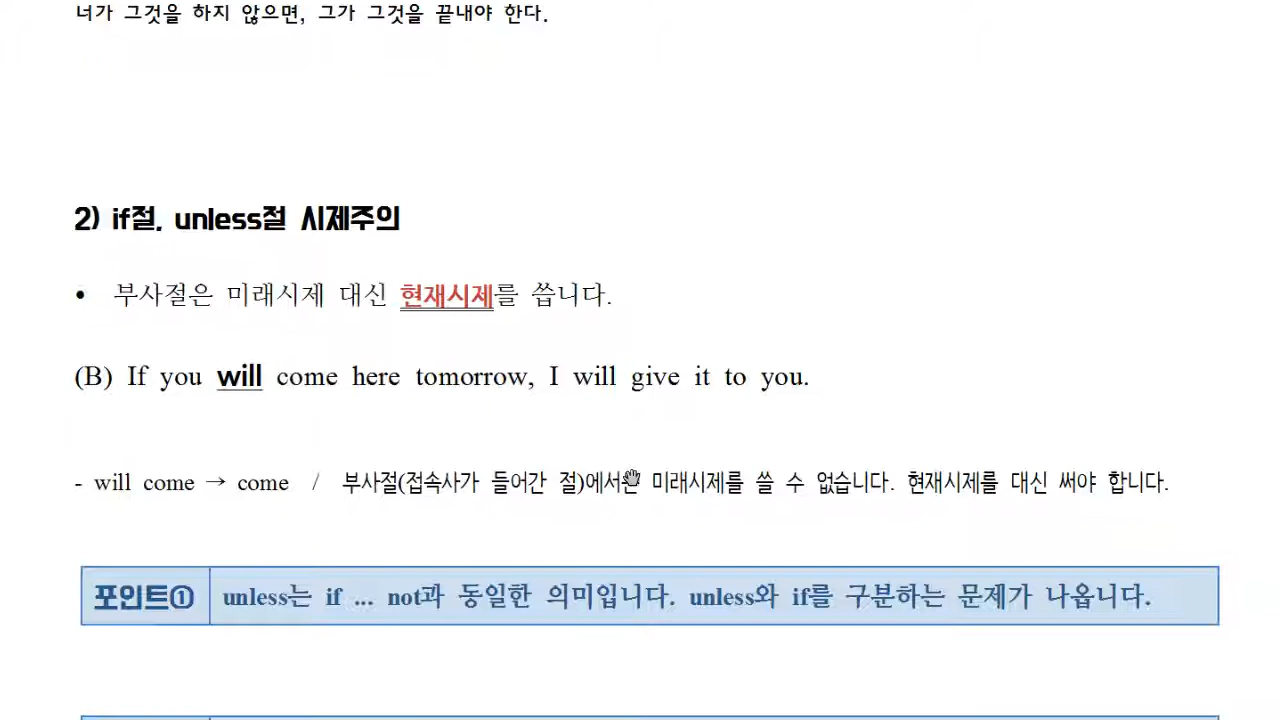 너가 그것을 하지 않으면, 그가 그것을 끝내야 한다.
2) if절, unless절 시제주의
• 부사절은 미래시제 대신 현재시제를 씁니다.
(B) If you will come here tomorrow, I will give it to you.
- will come → come / 부사절(접속사가 들어간 절)에서는 미래시제를 쓸 수 없습니다. 현재시제를 대신 써야 합니다.
포인트① unless는 if ... not과 동일한 의미입니다. unless와 if를 구분하는 문제가 나옵니다.